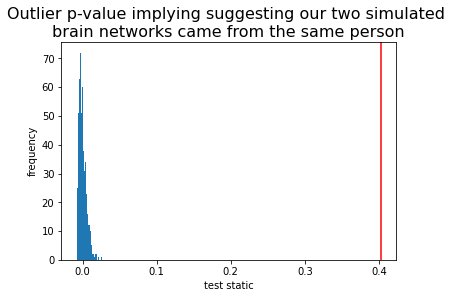 Outlier p-value implying suggesting our two simulated
brain networks came from the same person
70
60
50
40
30
20
10
0
frequency
0.0 0.1 0.2 0.3 0.4
test static